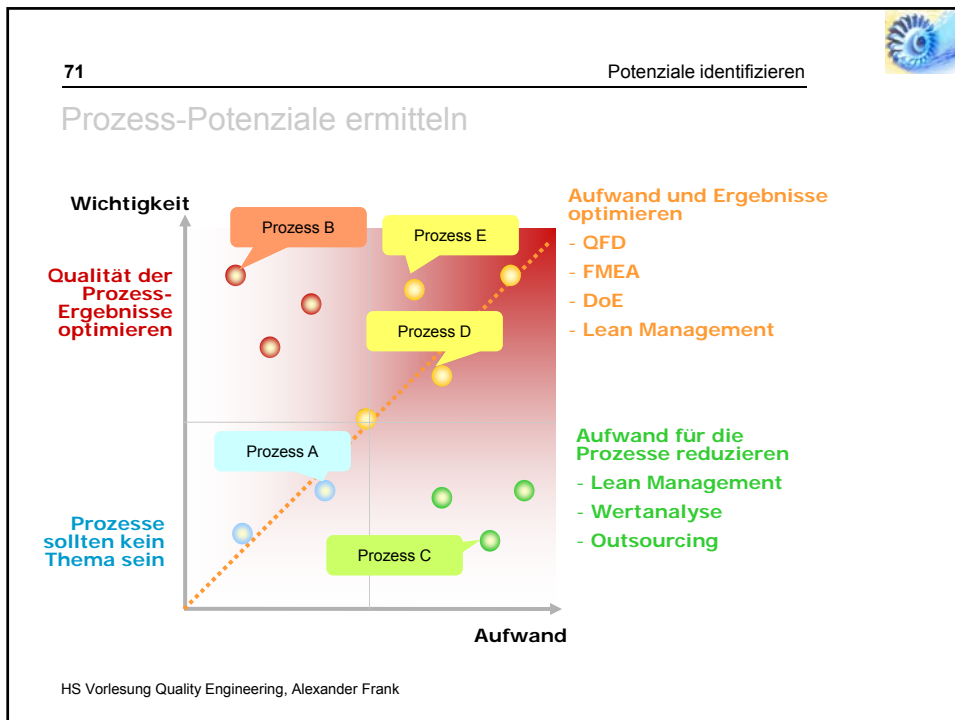 71
Potenziale identifizieren
Prozess-Potenziale ermitteln
Wichtigkeit
Qualität der
Prozess-
Ergebnisse
optimieren
Prozess B
Prozess E
Prozess D
Aufwand und Ergebnisse
optimieren
- QFD
- FMEA
- DoE
- Lean Management
Prozess A
Prozesse
sollten kein
Thema sein
Prozess C
Aufwand für die
Prozesse reduzieren
- Lean Management
- Wertanalyse
- Outsourcing
Aufwand
HS Vorlesung Quality Engineering, Alexander Frank